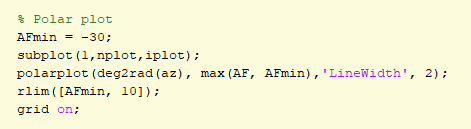 % Polar plot
AFmin = -30;
subplot(1,nplot,iplot);
polarplot(deg2rad(az), max(AF, AFmin),'LineWidth', 2);
rlim([AFmin, 10]);
grid on;